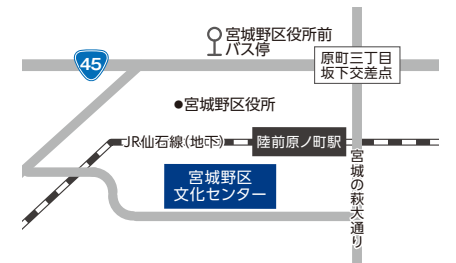 宮城野区役所前
バス停
45
原町三丁目
坂下交差点
●宮城野区役所
JR仙石線(地下)
陸前原ノ町駅
宮城野区
文化センター
宮城の萩大通り